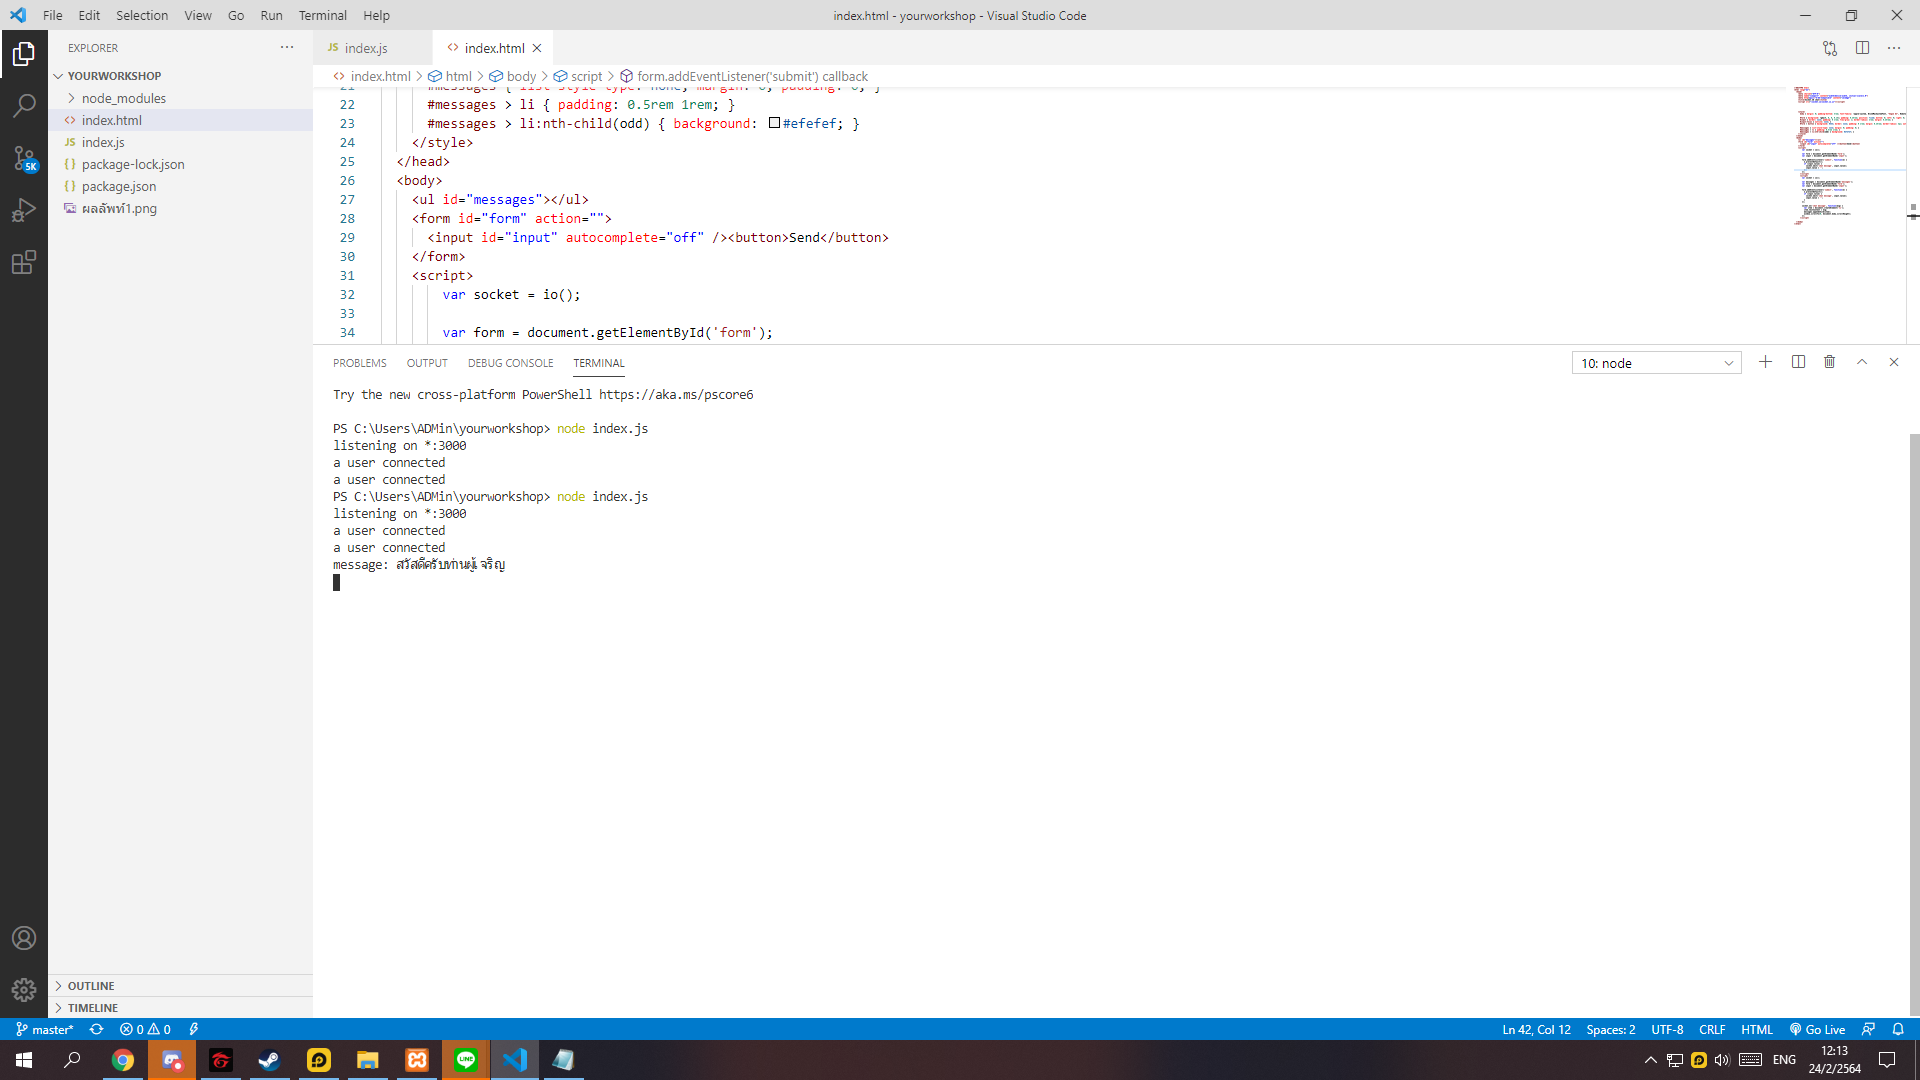 File Edit Selection View Go Run Terminal Help
index.html - yourworkshop - Visual Studio Code
EXPLORER
YOURWORKSHOP
node_modules
index.html
index.js
package-lock.json
package.json
ผลลัพท์1.png
5K
OUTLINE
TIMELINE
JS index.js
index.html
index.html > html > body > script > form.addEventListener('submit') callback
21 #messages { list-style-type: none; margin: 0; padding: 0; }
22 #messages > li { padding: 0.5rem 1rem; }
23 #messages > li:nth-child(odd) { background: #efefef; }
24 </style>
25 </head>
26 <body>
27 <ul id="messages"></ul>
28 <form id="form" action="">
29 <input id="input" autocomplete="off" /><button>Send</button>
30 </form>
31 <script>
32 var socket = io();
33
34 var form = document.getElementById('form');
PROBLEMS OUTPUT DEBUG CONSOLE TERMINAL
10: node
Try the new cross-platform PowerShell https://aka.ms/pscore6
PS C:\Users\ADMin\yourworkshop> node index.js
listening on *:3000
a user connected
a user connected
PS C:\Users\ADMin\yourworkshop> node index.js
listening on *:3000
a user connected
a user connected
message: สวัสดีครับท่านผู้เจริญ
master* 0 0
Ln 42, Col 12 Spaces: 2 UTF-8 CRLF HTML Go Live
LINE
ENG
12:13
24/2/2564